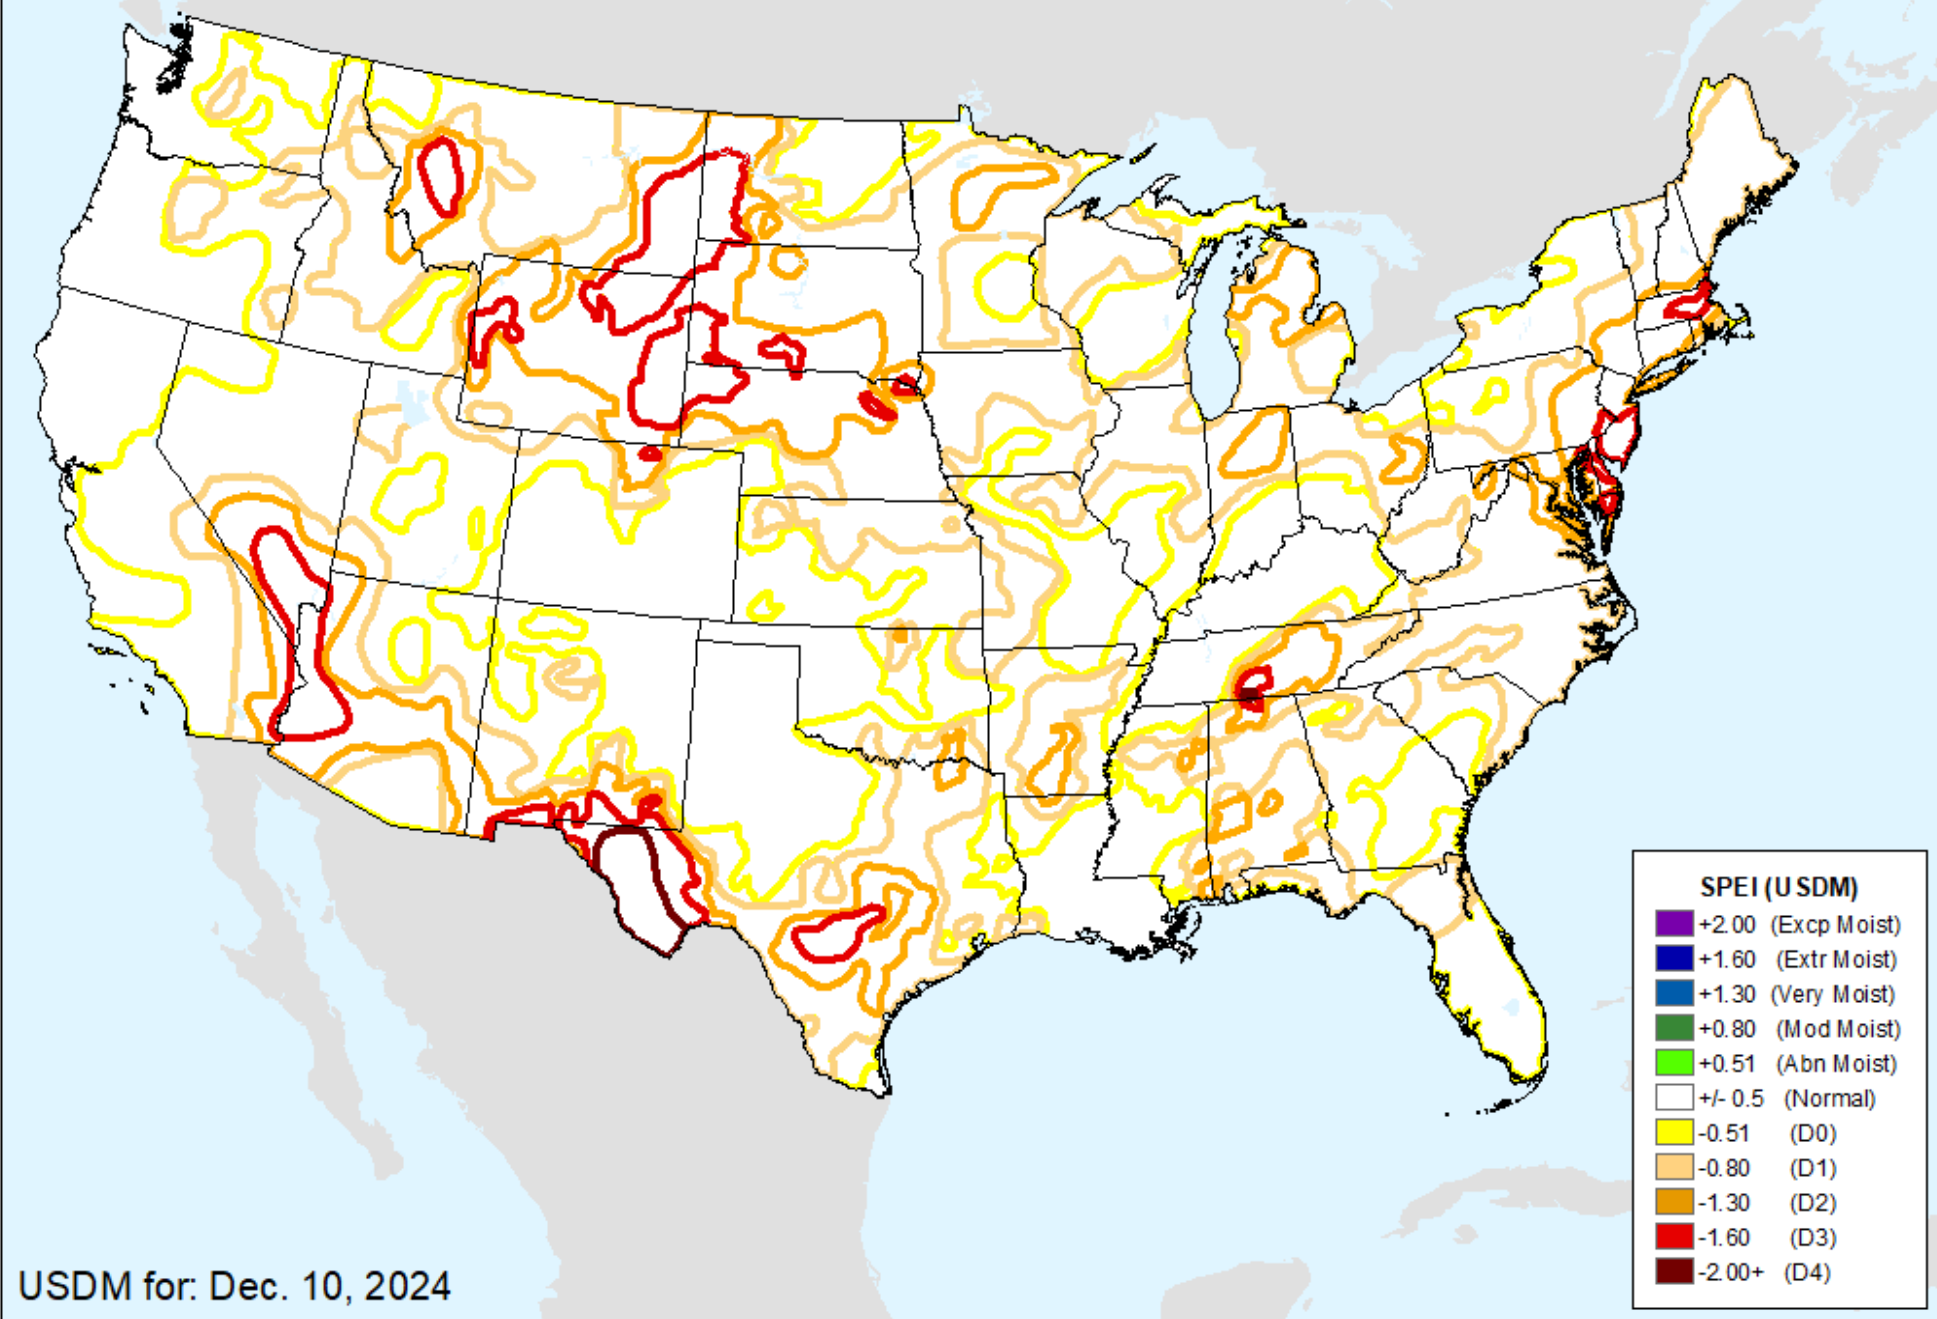 SPEI (USDM)
+2.00 (Excp Moist)
+1.60 (Extr Moist)
+1.30 (Very Moist)
+0.80 (Mod Moist)
+0.51 (Abn Moist)
+/- 0.5 (Normal)
-0.51 (D0)
-0.80 (D1)
-1.30 (D2)
-1.60 (D3)
-2.00+ (D4)
USDM for: Dec. 10, 2024